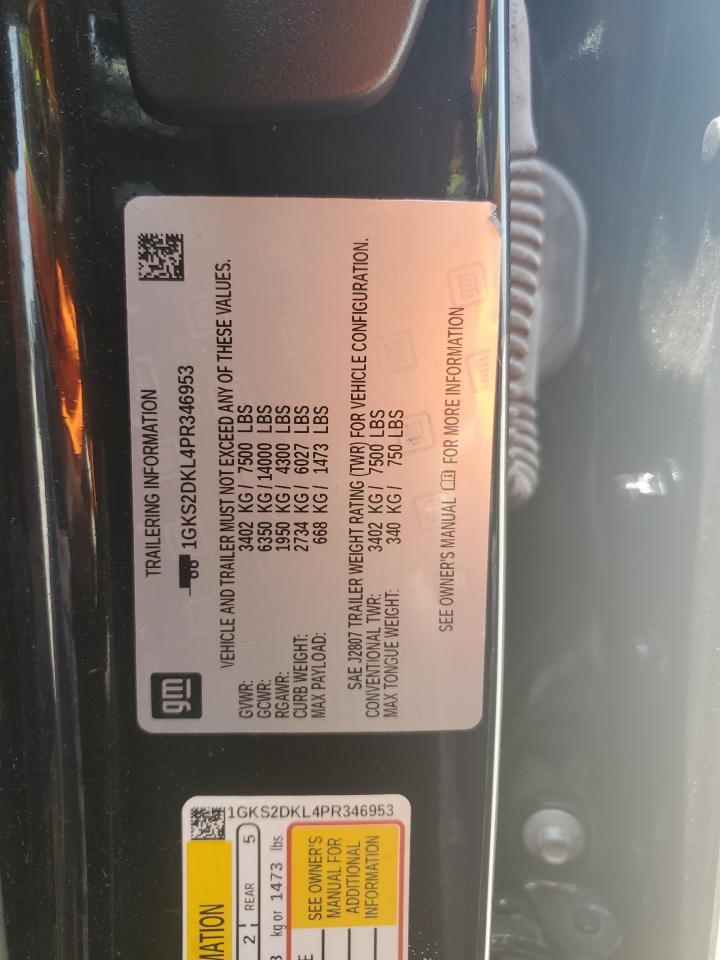 TRAILERING INFORMATION
1GKS2DKL4PR346953
gm
VEHICLE AND TRAILER MUST NOT EXCEED ANY OF THESE VALUES.
GVWR: 3402 KG / 7500 LBS
GCWR: 6350 KG / 14000 LBS
RGAWR: 1950 KG / 4300 LBS
CURB WEIGHT: 2734 KG / 6027 LBS
MAX PAYLOAD: 668 KG / 1473 LBS
SAE J2807 TRAILER WEIGHT RATING (TWR) FOR VEHICLE CONFIGURATION.
CONVENTIONAL TWR: 3402 KG / 7500 LBS
MAX TONGUE WEIGHT: 340 KG / 750 LBS
SEE OWNER'S MANUAL FOR MORE INFORMATION
1GKS2DKL4PR346953
MATION
2 REAR 5
kg or 1473 lbs.
SEE OWNER'S
MANUAL FOR
ADDITIONAL
INFORMATION